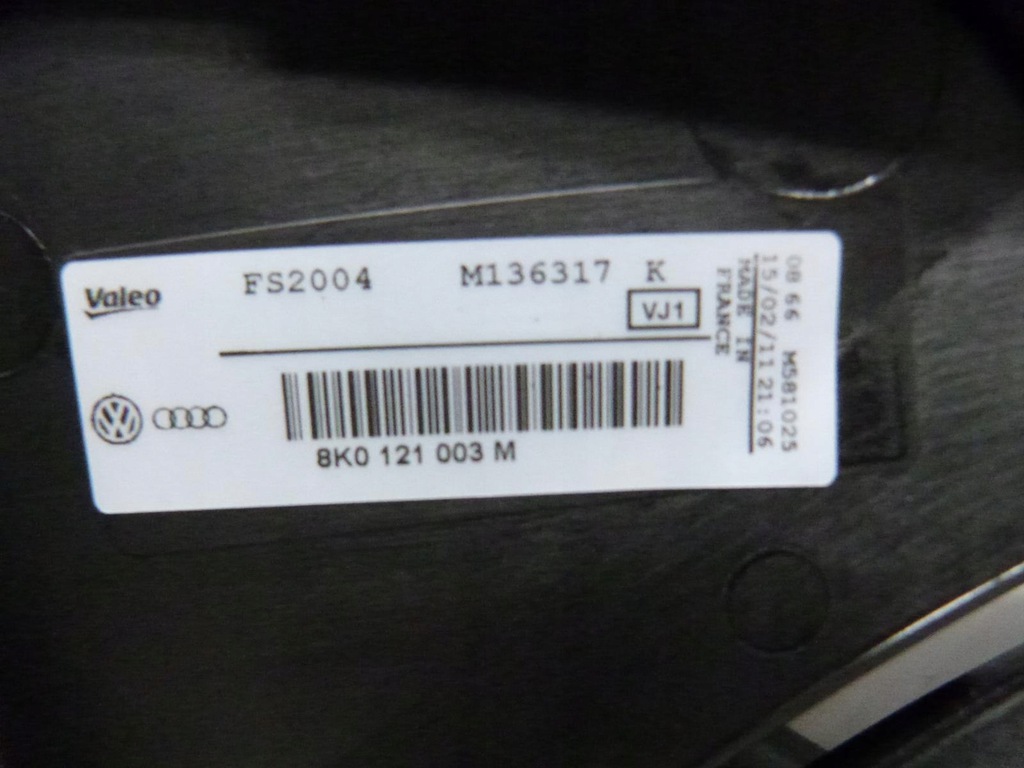 Valeo
FS2004 M136317 K
VJ1
8K0 121 003 M
MADE IN
FRANCE
15/02/11 21:06
08 66 M581025